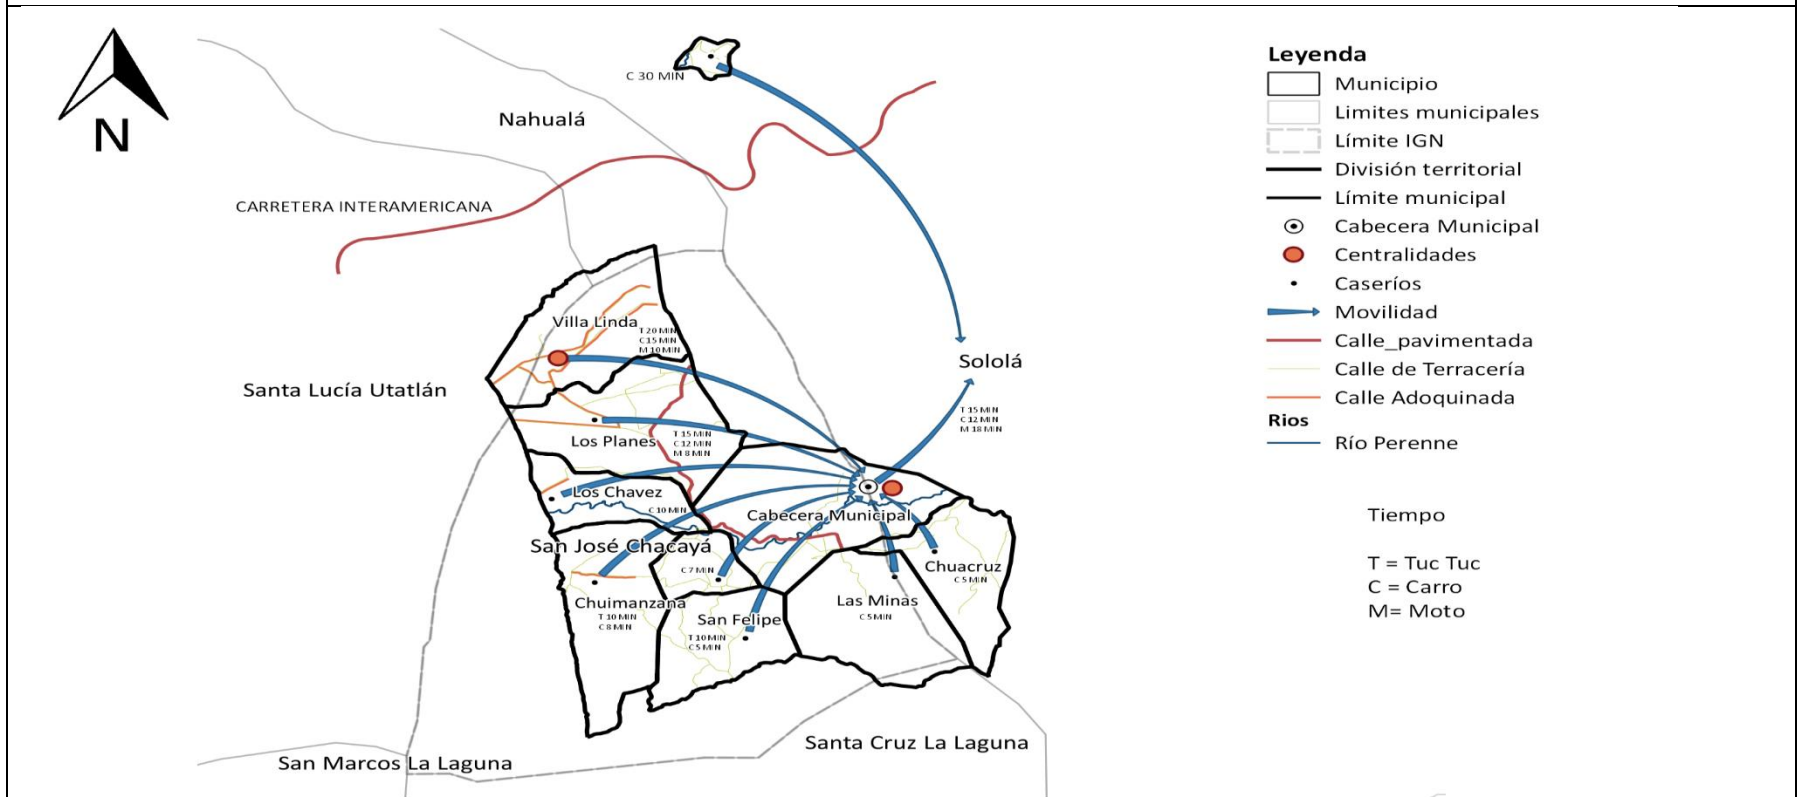 N
C 30 MIN
Nahualá
CARRETERA INTERAMERICANA
Villa Linda
T 20 MIN
C15 MIN
M 10 MIN
Santa Lucía Utatlán
Sololá
T 15 MIN
C 12 MIN
M 18 MIN
Los Planes
T 15 MIN
C 12 MIN
M 8 MIN
Los Chavez
C 10 MIN
Cabecera Municipal
San José Chacayá
C 7 MIN
Chuacruz
C 5 MIN
Chuimanzana
T 10 MIN
C 8 MIN
San Felipe
T 10 MIN
C 5 MIN
Las Minas
C 5 MIN
Santa Cruz La Laguna
San Marcos La Laguna
Leyenda
Municipio
Limites municipales
Límite IGN
División territorial
Límite municipal
Cabecera Municipal
Centralidades
Caseríos
Movilidad
Calle_pavimentada
Calle de Terracería
Calle Adoquinada
Rios
Río Perenne
Tiempo
T = Tuc Tuc
C = Carro
M= Moto